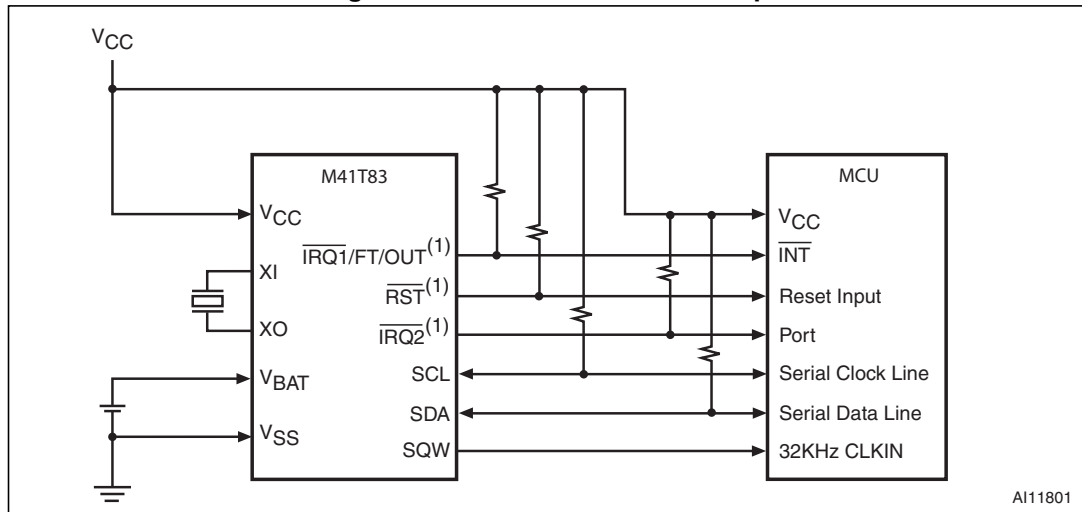 VCC
M41T83
MCU
VCC
IRQ1/FT/OUT(1)
XI
RST(1)
XO
IRQ2(1)
VBAT
SCL
SDA
VSS
SQW
VCC
INT
Reset Input
Port
Serial Clock Line
Serial Data Line
32KHz CLKIN
AI11801